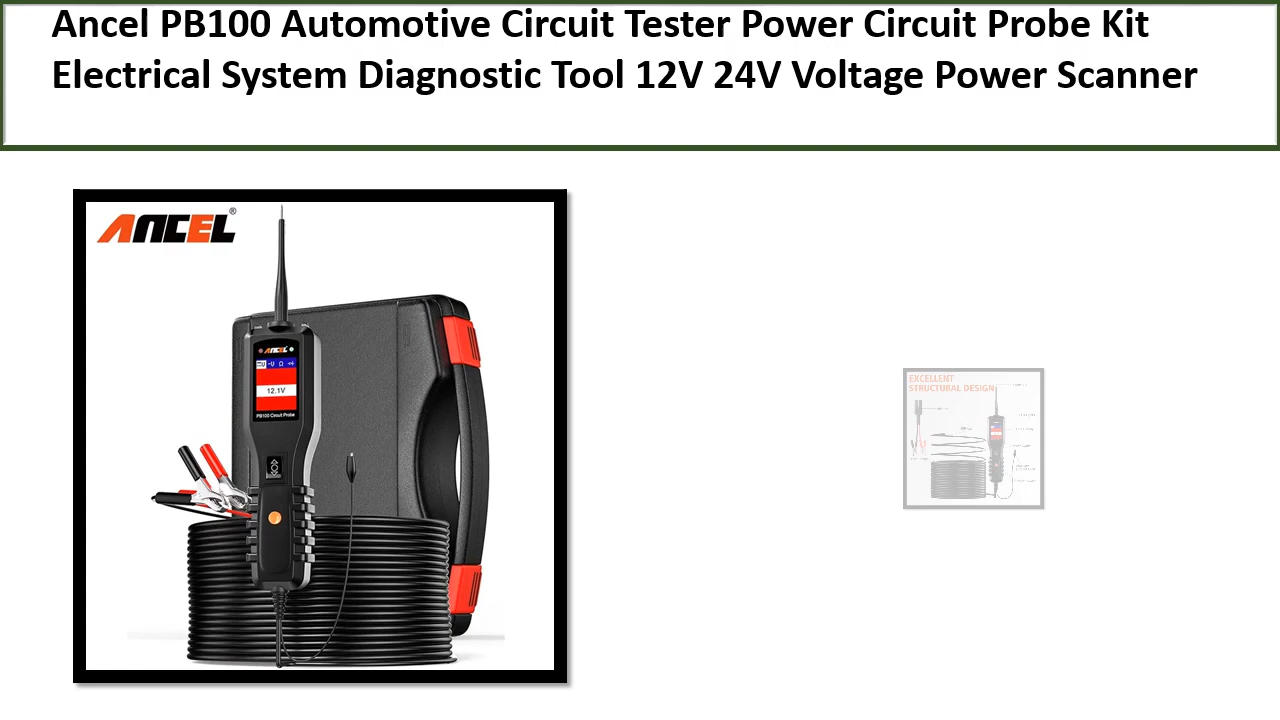 Ancel PB100 Automotive Circuit Tester Power Circuit Probe Kit
Electrical System Diagnostic Tool 12V 24V Voltage Power Scanner
ANCEL®
ANCEL
12.1V
PB100 Circuit Probe
EXCELLENT
STRUCTURAL DESIGN